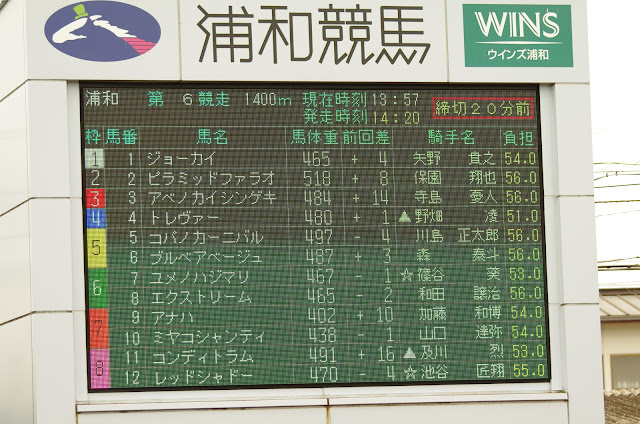 浦和競馬
WINS
ウインズ浦和
浦和 第 6競走 1400m 現在時刻 13:57
発走時刻 14:20
締切20分前
枠 馬番 馬名 馬体重 前回差 騎手名 負担
1 1 ジョーカイ 465 + 4 矢野 貴之 54.0
2 2 ピラミッドファラオ 518 + 8 保園 翔也 56.0
3 3 アベノカイシンゲキ 484 + 14 寺島 憂人 56.0
4 4 トレヴァー 480 + 1 ▲野畑 凌 51.0
5 5 コパノカーニバル 497 - 4 川島 正太郎 56.0
6 ブルベアベージュ 487 + 3 森 泰斗 56.0
6 7 ユメノハジマリ 467 - 1 ☆篠谷 葵 53.0
8 エクストリーム 465 - 2 和田 譲治 56.0
7 9 アナハ 402 + 10 加藤 和博 54.0
10 ミヤコシャンティ 438 - 1 山口 達弥 54.0
8 11 コンディトラム 491 + 16 ▲及川 烈 53.0
12 レッドシャドー 470 - 4 ☆池谷 匠翔 55.0